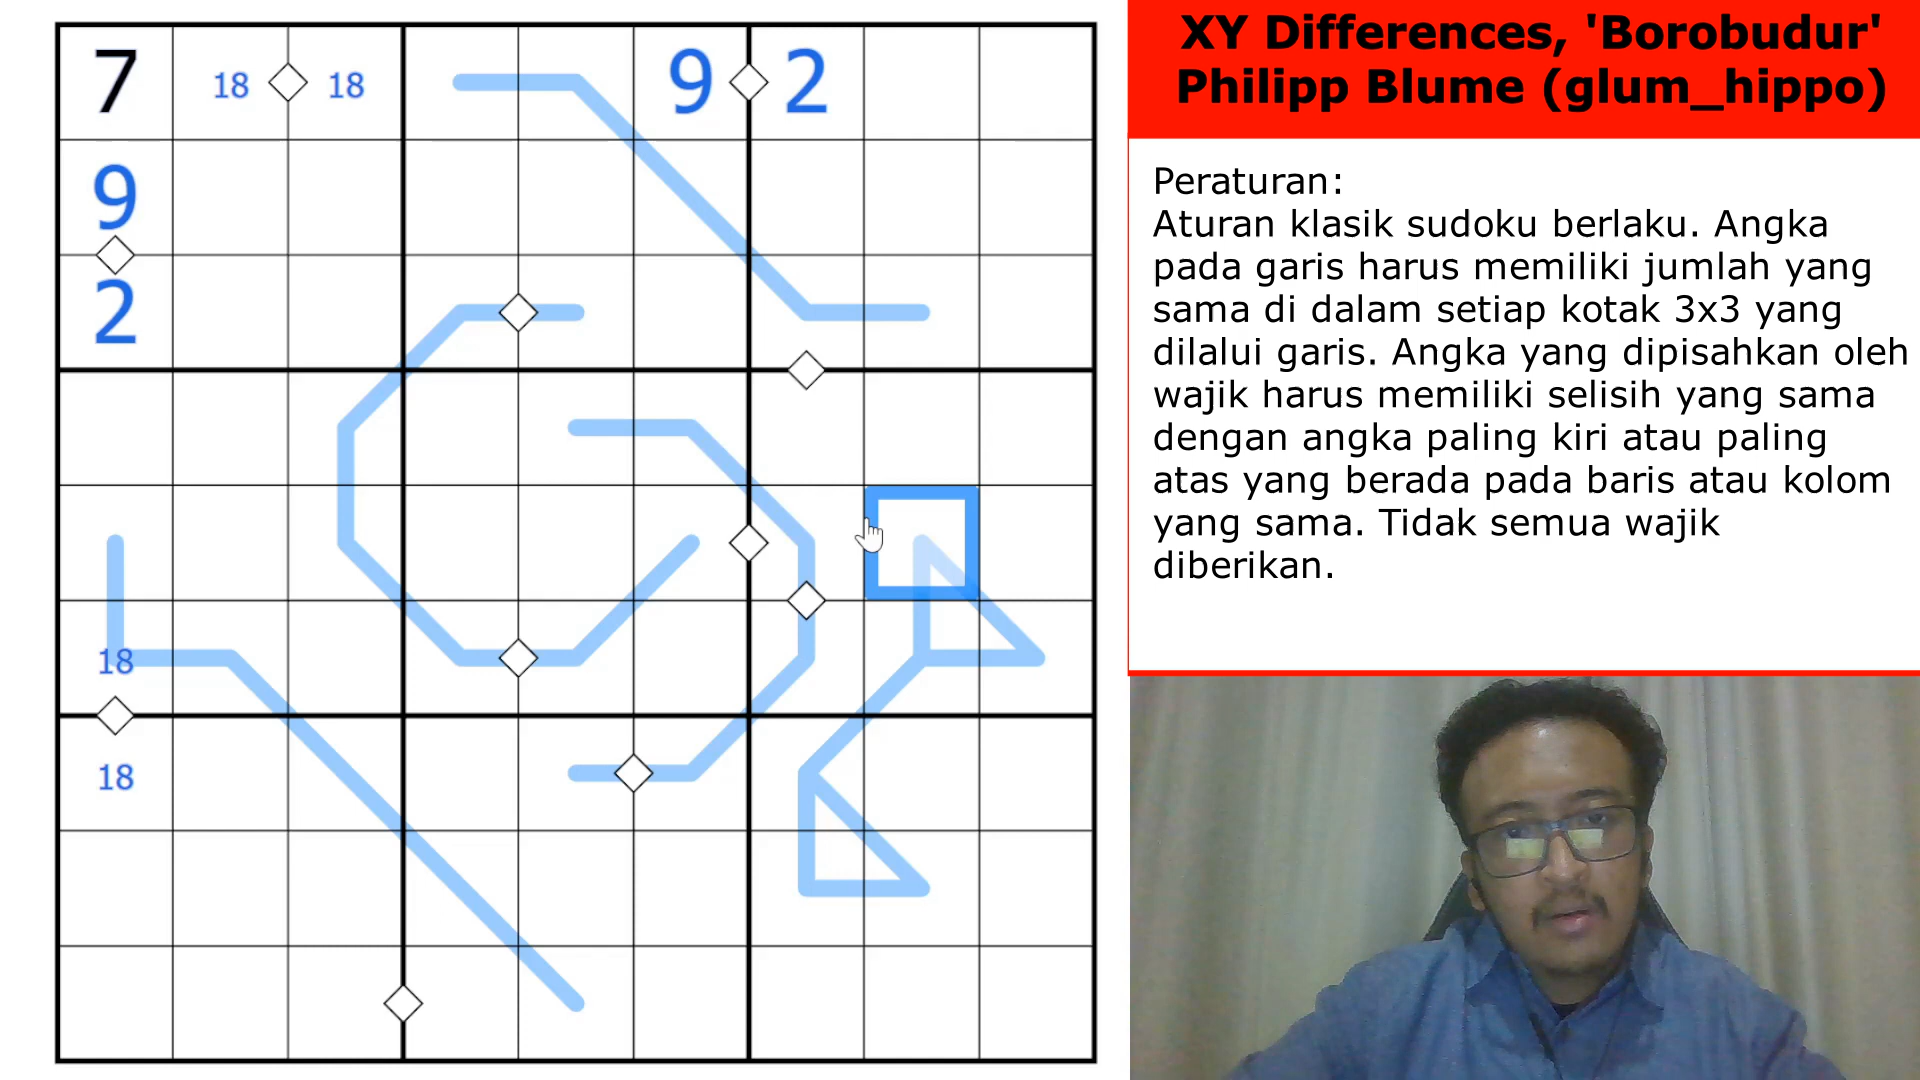 XY Differences, 'Borobudur'
Philipp Blume (glum_hippo)
Peraturan:
Aturan klasik sudoku berlaku. Angka
pada garis harus memiliki jumlah yang
sama di dalam setiap kotak 3x3 yang
dilalui garis. Angka yang dipisahkan oleh
wajik harus memiliki selisih yang sama
dengan angka paling kiri atau paling
atas yang berada pada baris atau kolom
yang sama. Tidak semua wajik
diberikan.
7 18 18 9 2
9
2
18
18